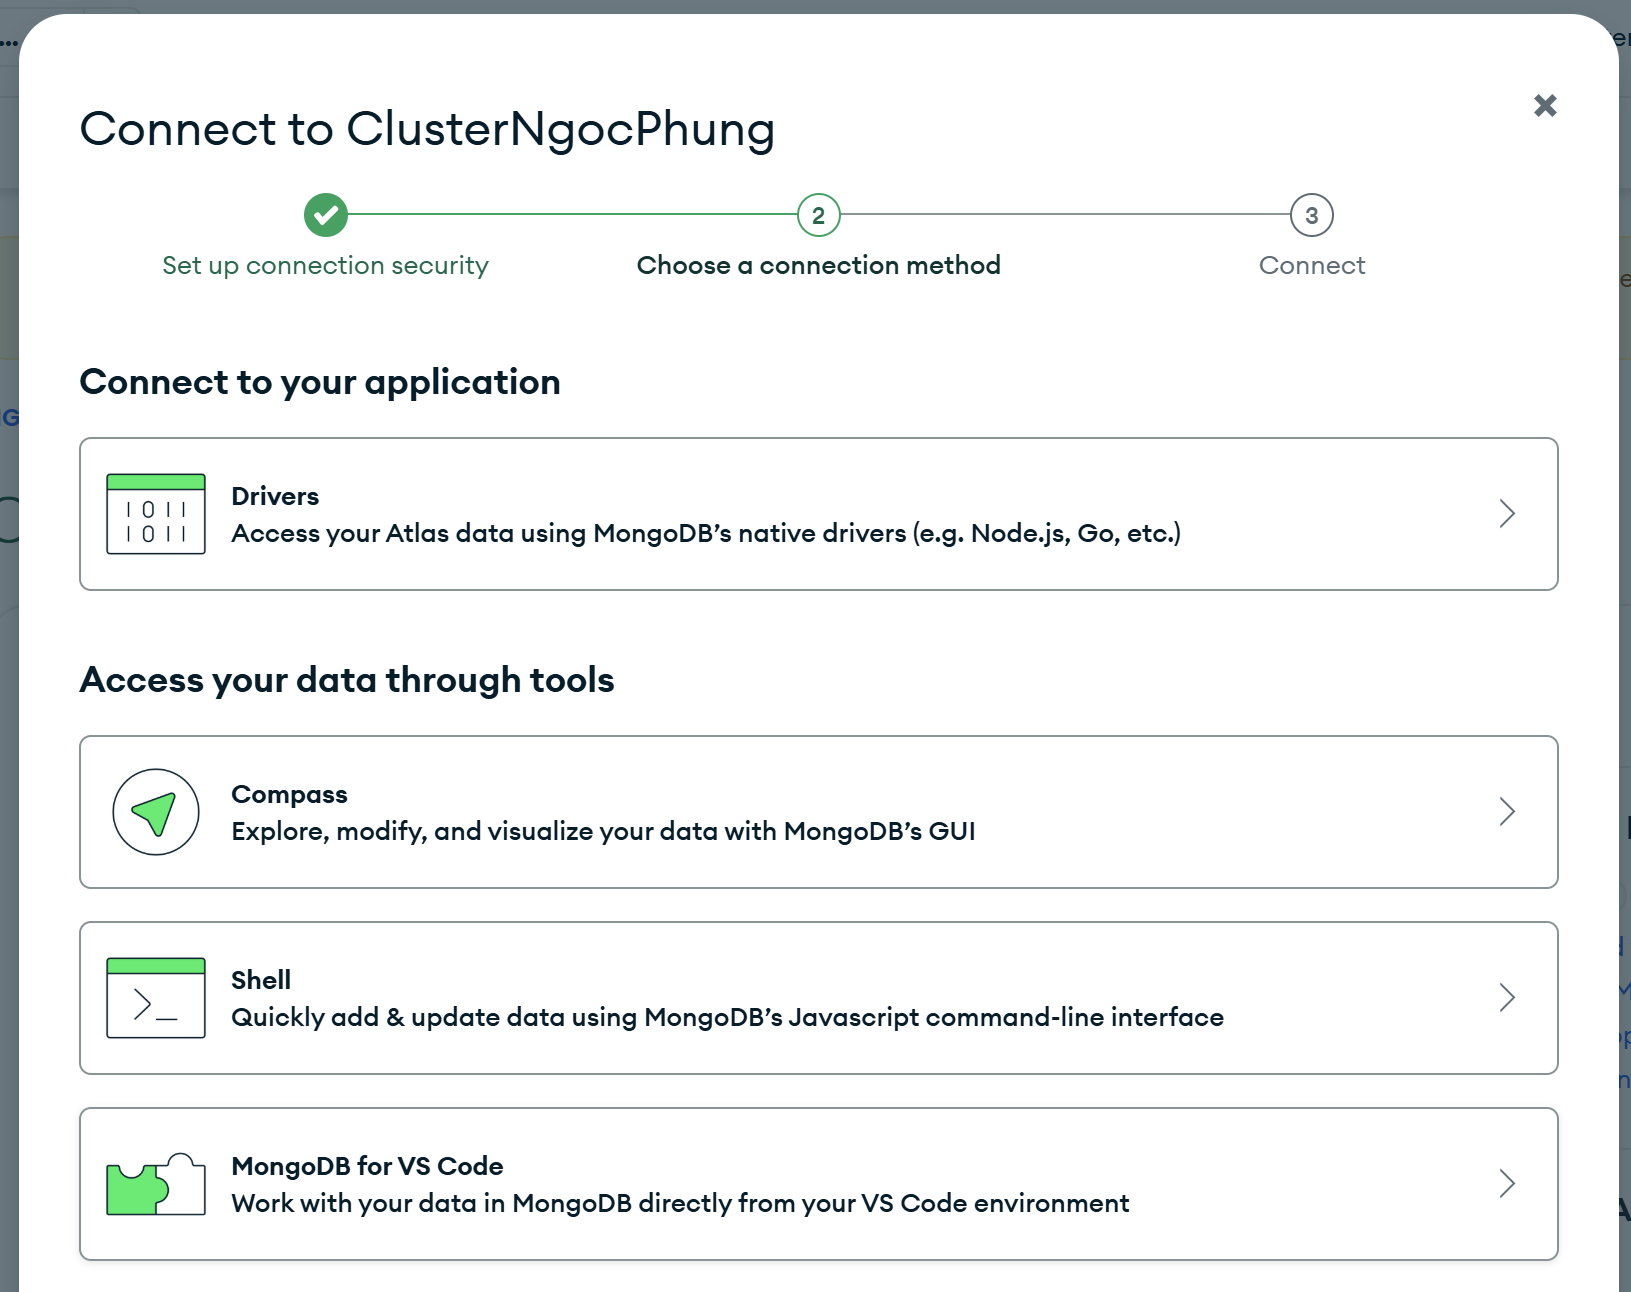 Connect to ClusterNgocPhung
2
3
Set up connection security
Choose a connection method
Connect
Connect to your application
1011
1011
Drivers
Access your Atlas data using MongoDB’s native drivers (e.g. Node.js, Go, etc.)
Access your data through tools
Compass
Explore, modify, and visualize your data with MongoDB’s GUI
>_
Shell
Quickly add & update data using MongoDB’s Javascript command-line interface
MongoDB for VS Code
Work with your data in MongoDB directly from your VS Code environment